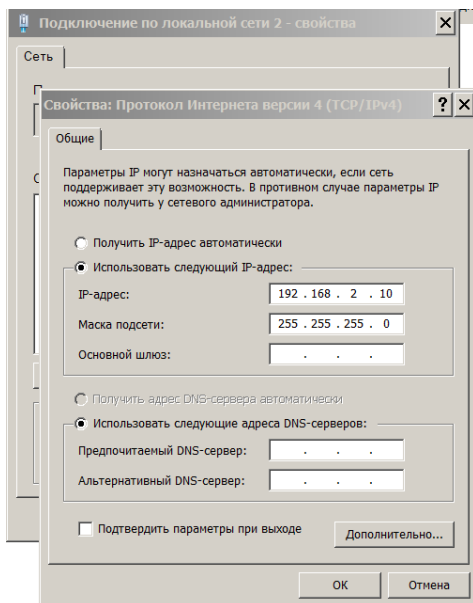 Подключение по локальной сети 2 - свойства
Сеть
Свойства: Протокол Интернета версии 4 (TCP/IPv4)
Общие
Параметры IP могут назначаться автоматически, если сеть
поддерживает эту возможность. В противном случае параметры IP
можно получить у сетевого администратора.
Получить IP-адрес автоматически
Использовать следующий IP-адрес:
IP-адрес: 192 . 168 . 2 . 10
Маска подсети: 255 . 255 . 255 . 0
Основной шлюз: . . .
Получить адрес DNS-сервера автоматически
Использовать следующие адреса DNS-серверов:
Предпочитаемый DNS-сервер: . . .
Альтернативный DNS-сервер: . . .
Подтвердить параметры при выходе
Дополнительно...
ОК Отмена